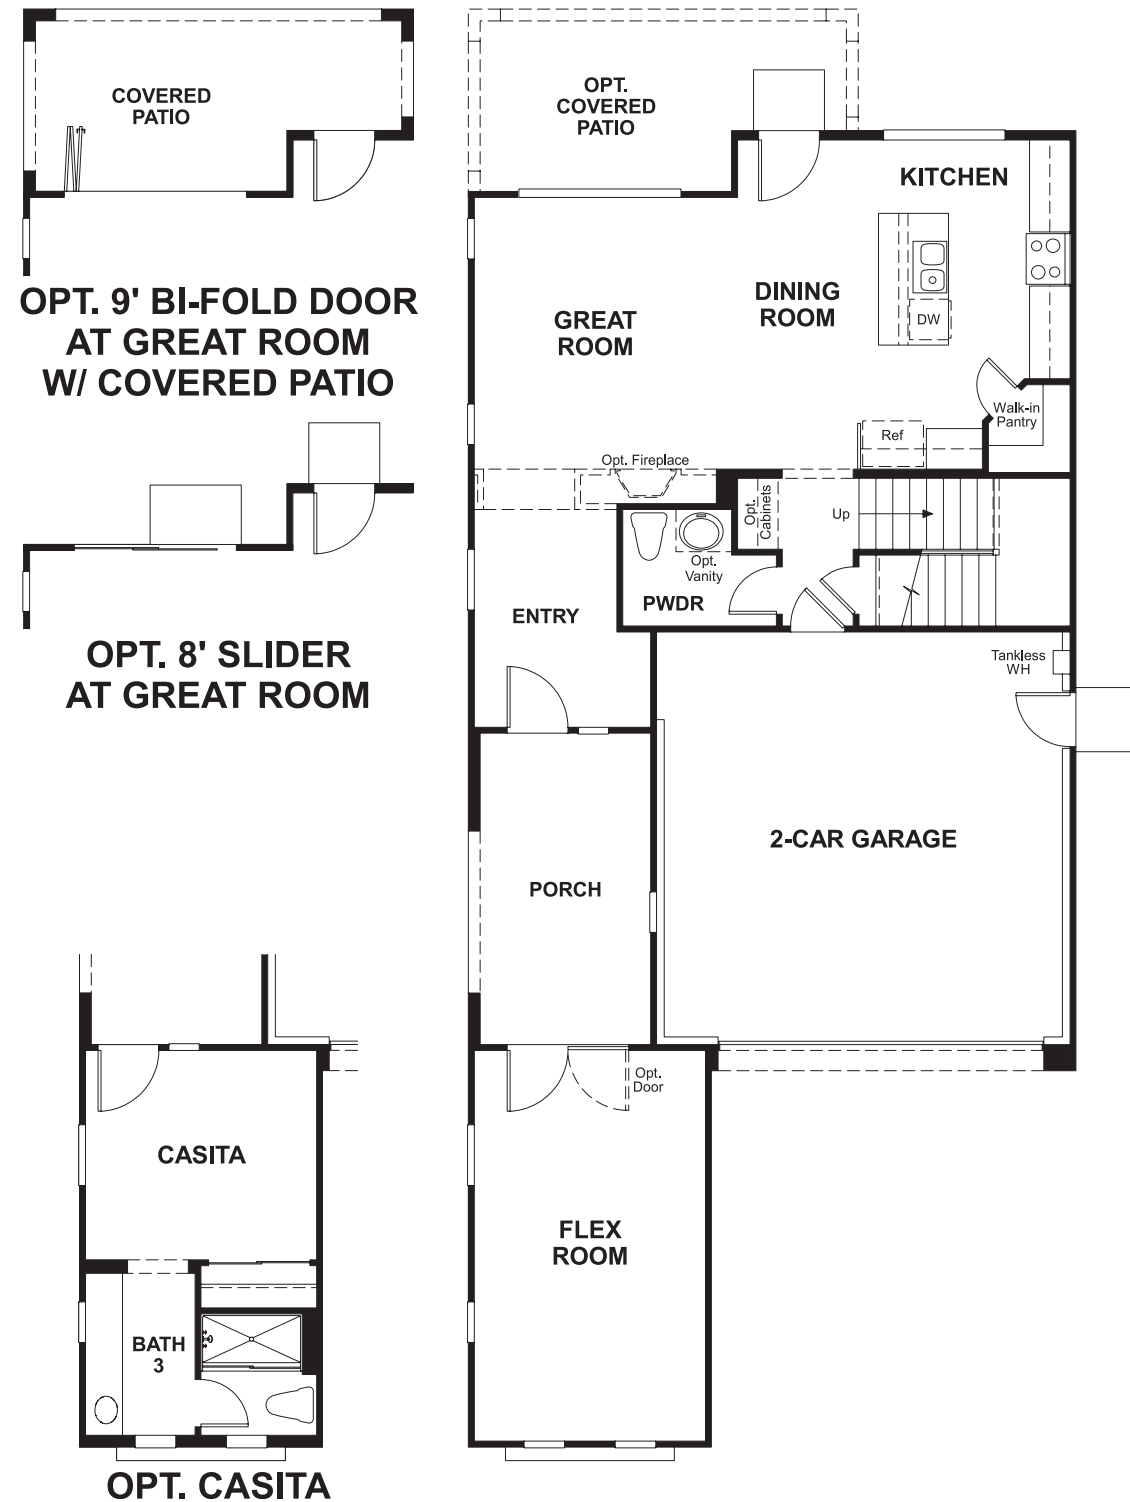 COVERED
PATIO
OPT. 9' BI-FOLD DOOR
AT GREAT ROOM
W/ COVERED PATIO
OPT. 8' SLIDER
AT GREAT ROOM
CASITA
BATH
3
OPT. CASITA
OPT.
COVERED
PATIO
KITCHEN
DINING
ROOM
GREAT
ROOM
DW
Walk-in
Pantry
Ref
Opt. Fireplace
Opt.
Cabinets
Up
Opt.
Vanity
PWDR
ENTRY
Tankless
WH
2-CAR GARAGE
PORCH
Opt.
Door
FLEX
ROOM